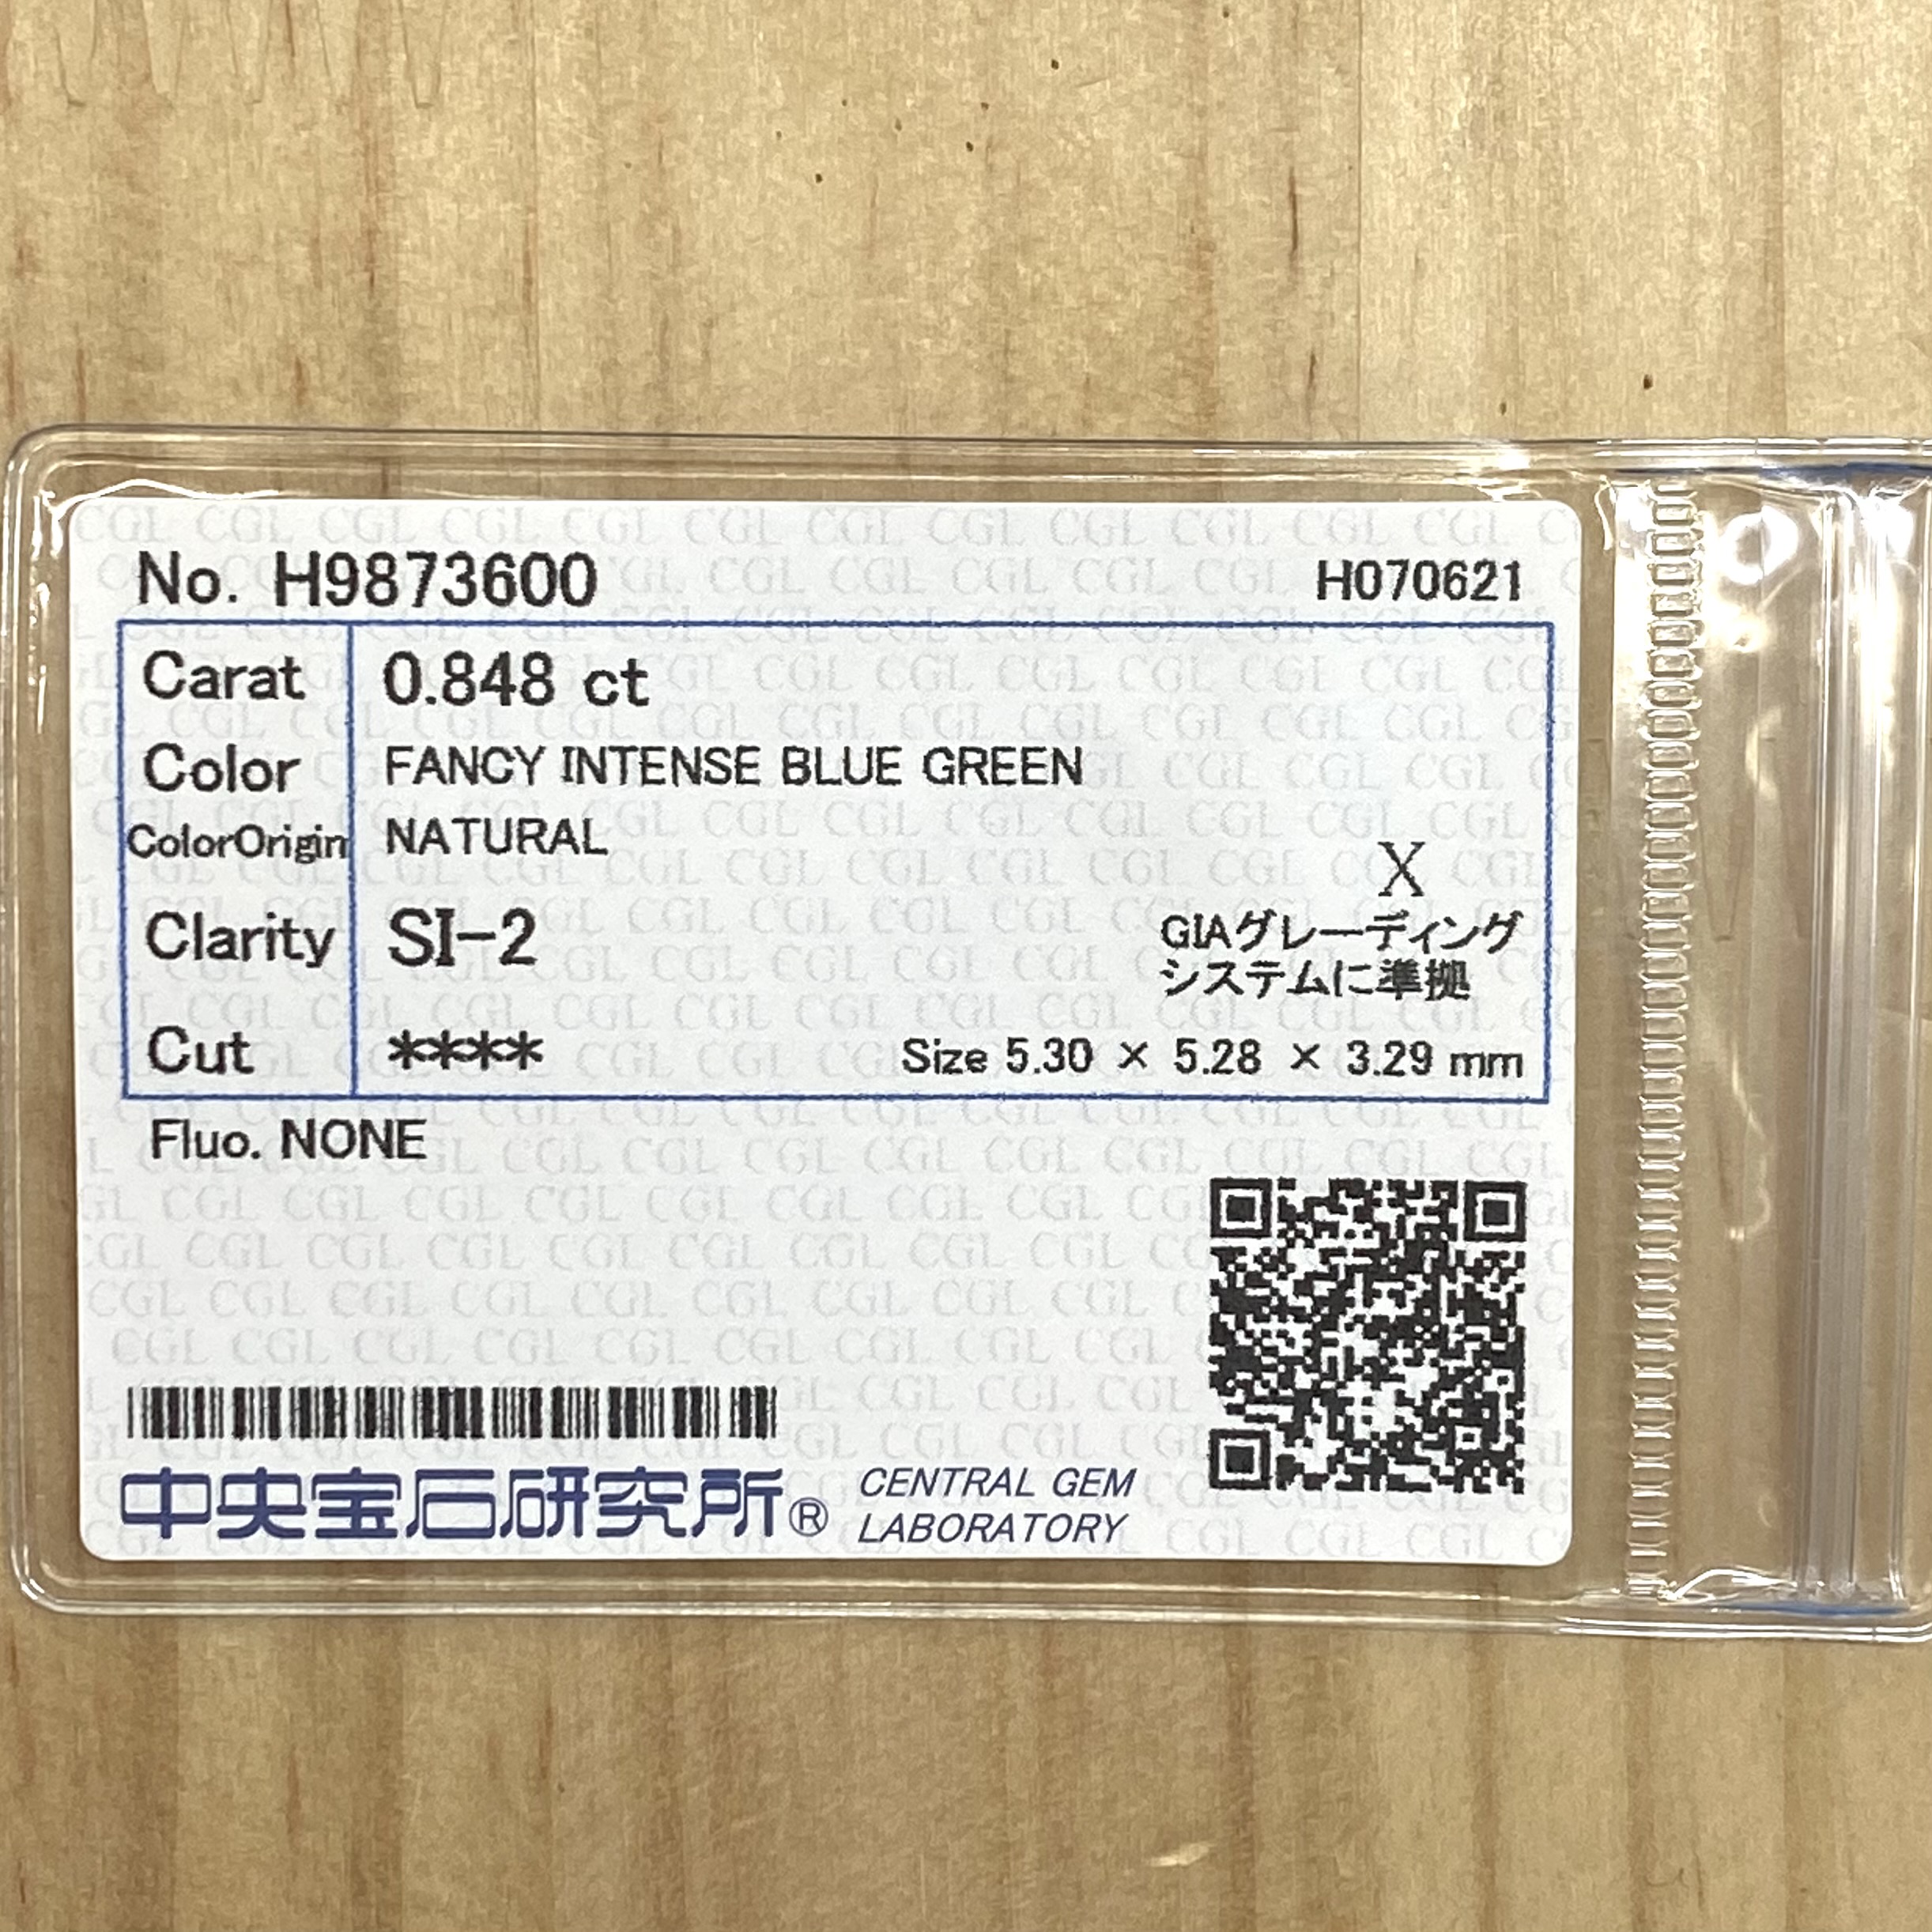 No. H9873600 H070621
Carat 0.848 ct
Color FANCY INTENSE BLUE GREEN
ColorOrigin NATURAL
X
Clarity SI-2 GIAグレーディング
システムに準拠
Cut **** Size 5.30 × 5.28 × 3.29 mm
Fluo. NONE
中央宝石研究所® CENTRAL GEM
LABORATORY